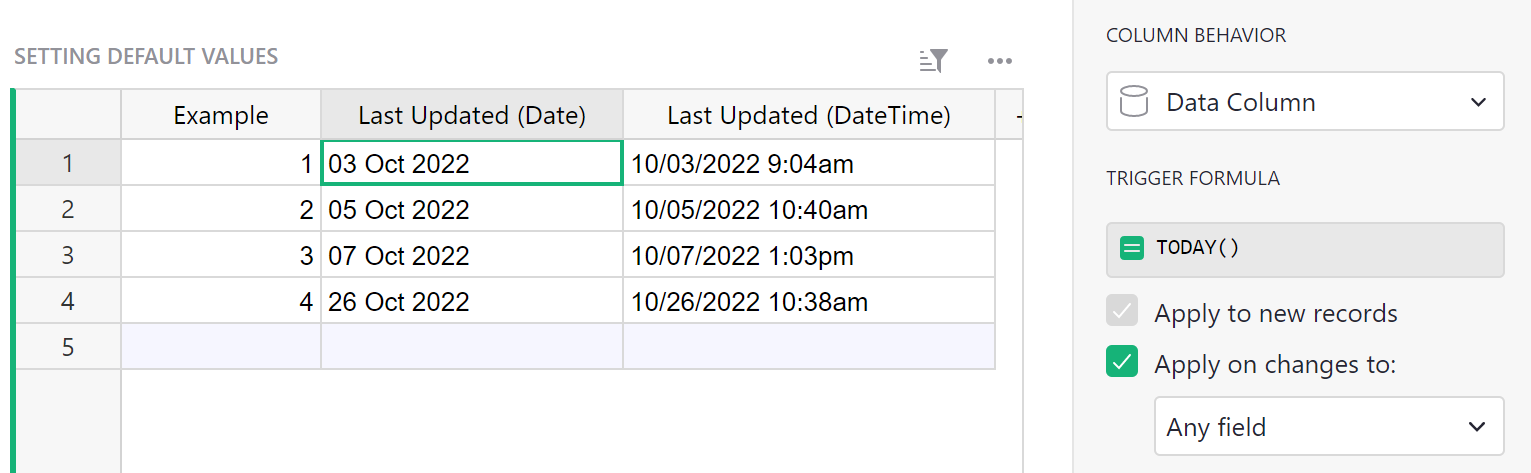 SETTING DEFAULT VALUES
Example Last Updated (Date) Last Updated (DateTime)
1 1 03 Oct 2022 10/03/2022 9:04am
2 2 05 Oct 2022 10/05/2022 10:40am
3 3 07 Oct 2022 10/07/2022 1:03pm
4 4 26 Oct 2022 10/26/2022 10:38am
5
COLUMN BEHAVIOR
Data Column
TRIGGER FORMULA
TODAY()
Apply to new records
Apply on changes to:
Any field